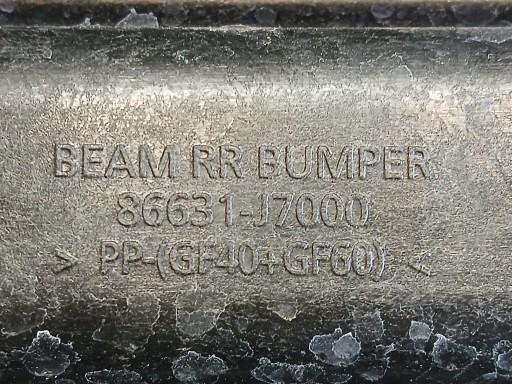 BEAM RR BUMPER
86631-J7000
> PP-(GF40+GF60) <